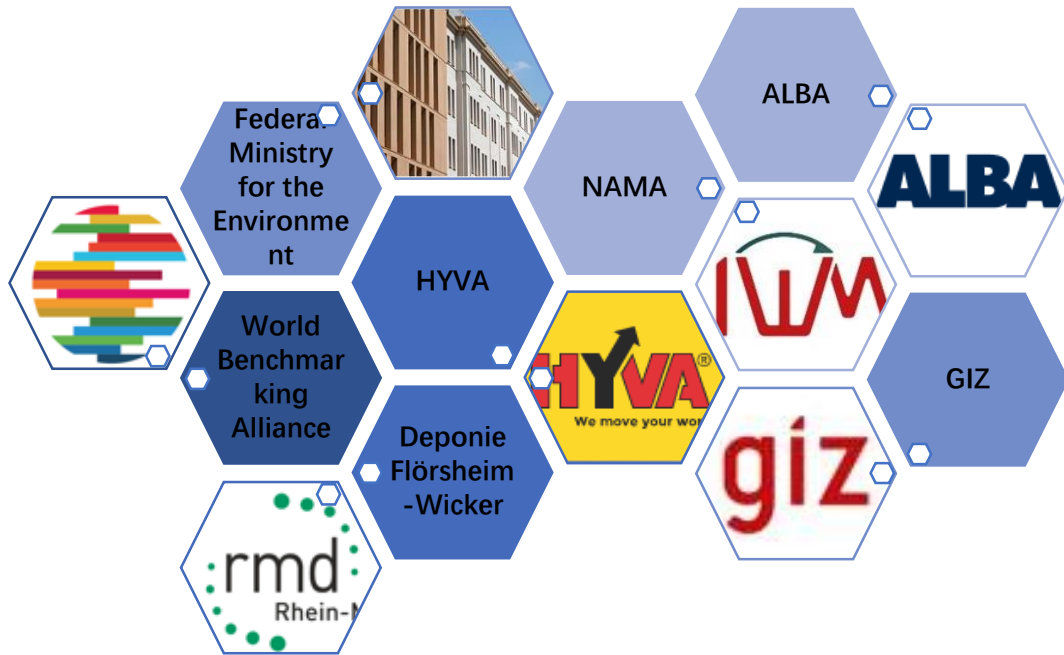 Federal
Ministry
for the
Environme
nt
ALBA
ALBA
NAMA
HYVA
IWM
World
Benchmar
king
Alliance
HYVA®
We move your wor
GIZ
giz
Deponie
Flörsheim
-Wicker
rmd
Rhein-M